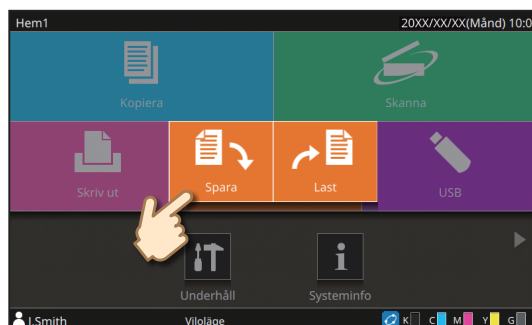 Hem1
20XX/XX/XX(Månd) 10:0
Kopiera
Skanna
Skriv ut
Spara
Last
USB
Underhåll
Systeminfo
J.Smith
Viloläge
K C M Y G